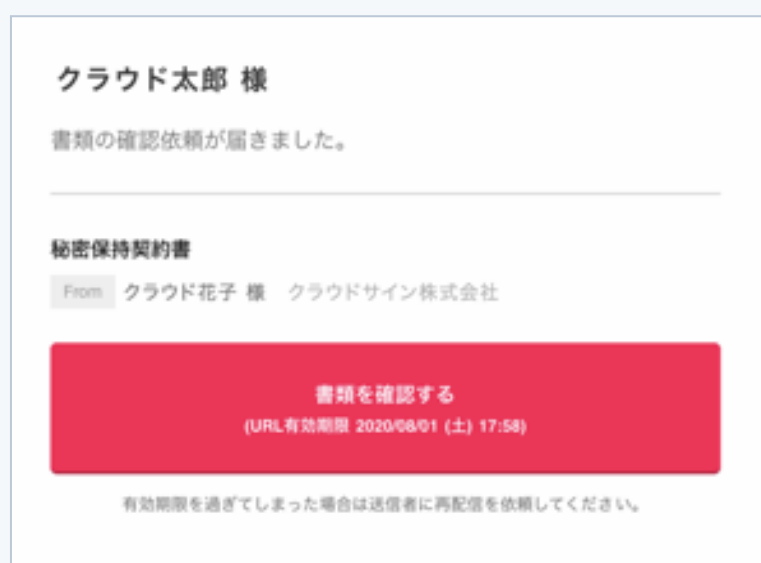 クラウド太郎 様
書類の確認依頼が届きました。
秘密保持契約書
From クラウド花子 様 クラウドサイン株式会社
書類を確認する
(URL有効期限 2020/08/01 (土) 17:58)
有効期限を過ぎてしまった場合は送信者に再配信を依頼してください。